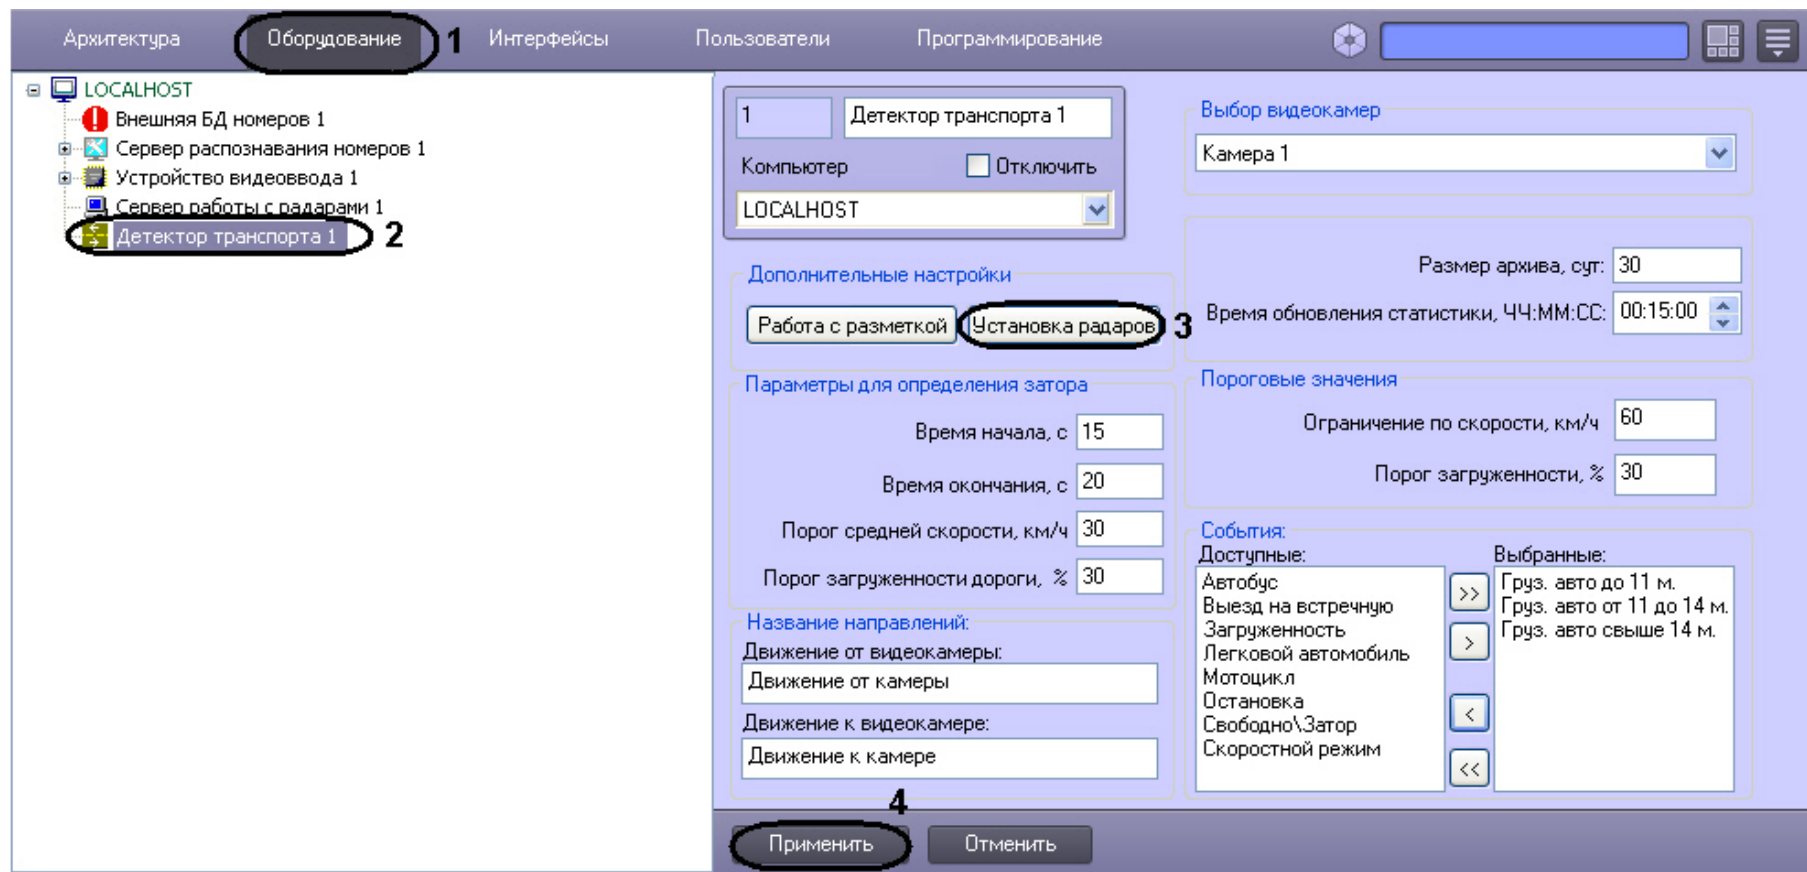 Архитектура
Оборудование
1
Интерфейсы
Пользователи
Программирование
LOCALHOST
Внешняя БД номеров 1
Сервер распознавания номеров 1
Устройство видеоввода 1
Сервер работы с радарами 1
Детектор транспорта 1
2
1
Детектор транспорта 1
Компьютер
Отключить
LOCALHOST
Дополнительные настройки
Работа с разметкой
Установка радаров
3
Параметры для определения затора
Время начала, с 15
Время окончания, с 20
Порог средней скорости, км/ч 30
Порог загруженности дороги, % 30
Название направлений:
Движение от видеокамеры:
Движение от камеры
Движение к видеокамере:
Движение к камере
Выбор видеокамер
Камера 1
Размер архива, сут: 30
Время обновления статистики, ЧЧ:ММ:СС: 00:15:00
Пороговые значения
Ограничение по скорости, км/ч 60
Порог загруженности, % 30
События:
Доступные:
Автобус
Выезд на встречную
Загруженность
Легковой автомобиль
Мотоцикл
Остановка
Свободно\Затор
Скоростной режим
>>
>
<
<<
Выбранные:
Груз. авто до 11 м.
Груз. авто от 11 до 14 м.
Груз. авто свыше 14 м.
4
Применить
Отменить